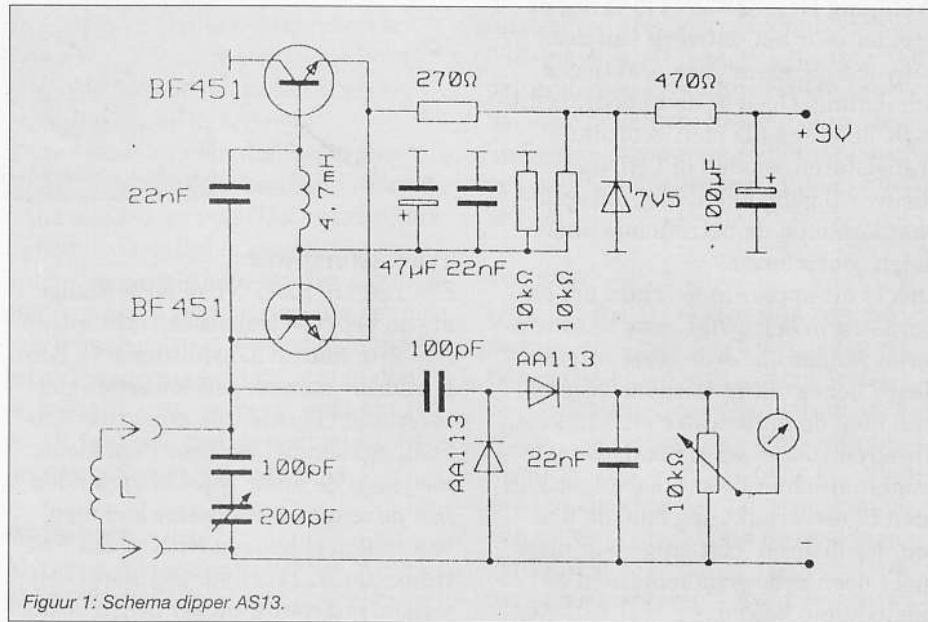 BF451
270Ω
470Ω
+9V
22nF
4,7mH
7V5
100µF
+
+
47µF 22nF
10kΩ
10kΩ
BF451
100pF
AA113
AA113
22nF
10kΩ
L
100pF
200pF
-
Figuur 1: Schema dipper AS13.